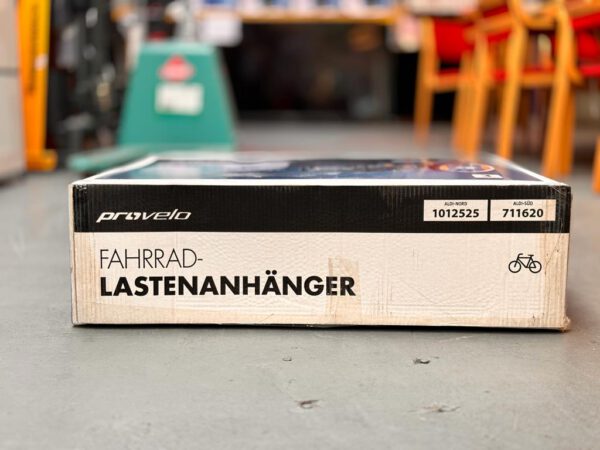 provelo
ALDI-NORD ALDI-SÜD
1012525 711620
FAHRRAD-
LASTENANHÄNGER